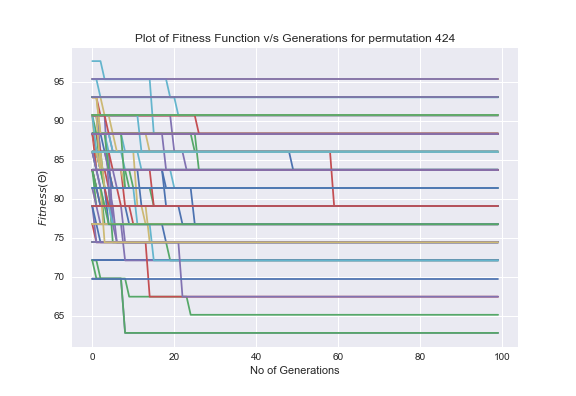 Plot of Fitness Function v/s Generations for permutation 424
95
90
85
80
75
70
65
Fitness(Θ)
0 20 40 60 80 100
No of Generations